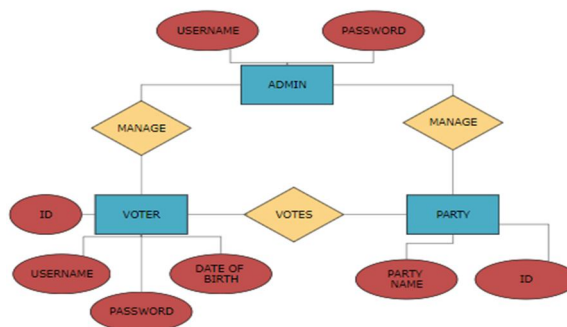 USERNAME
PASSWORD
ADMIN
MANAGE
MANAGE
ID
VOTER
VOTES
PARTY
USERNAME
DATE OF
BIRTH
PARTY
NAME
ID
PASSWORD